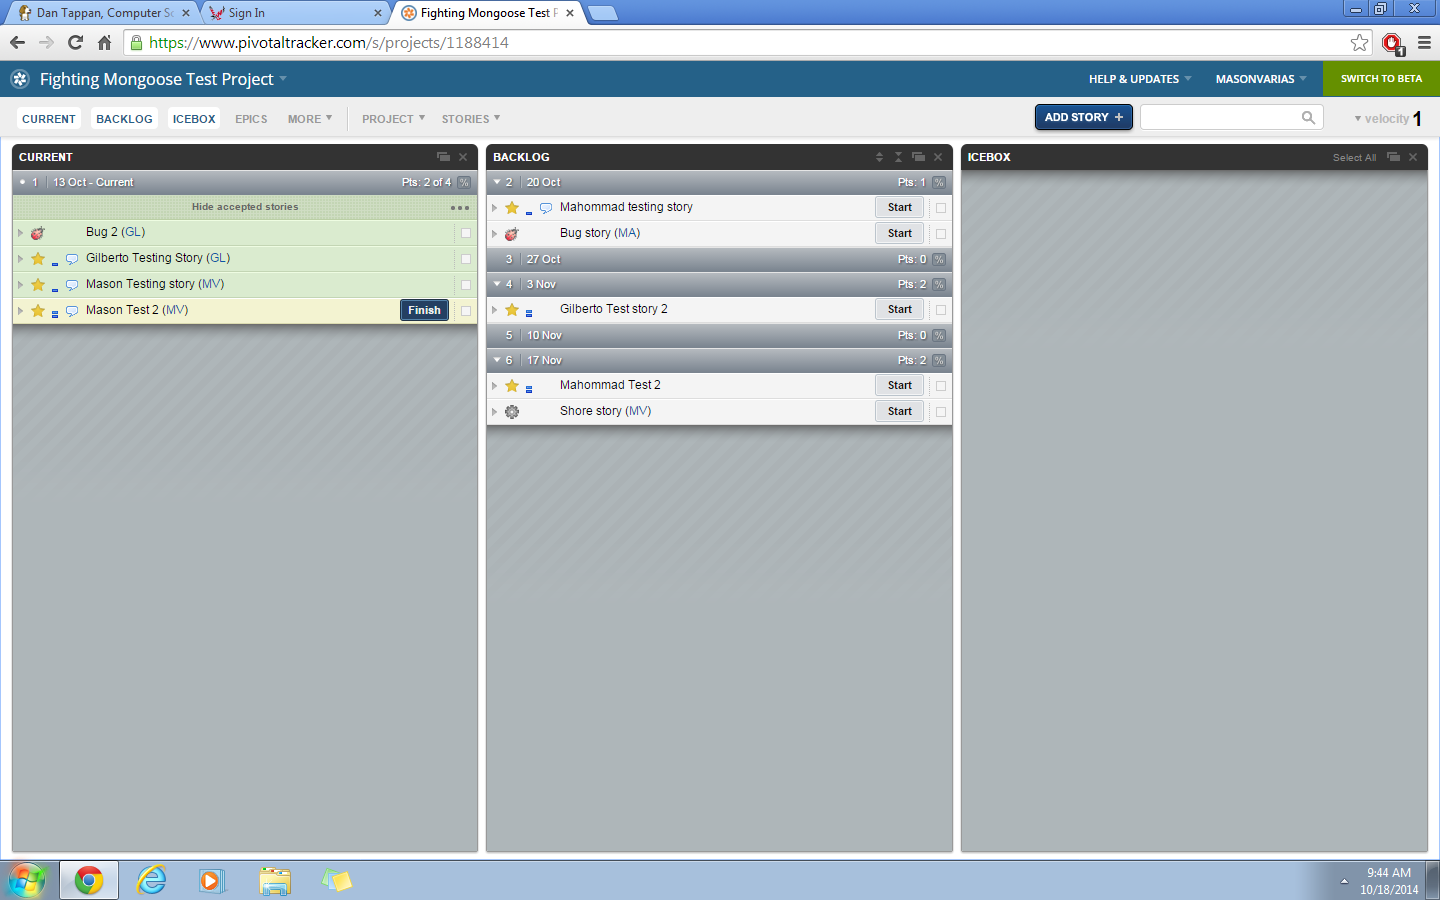 Dan Tappan, Computer Sc
Sign In
Fighting Mongoose Test P
https://www.pivotaltracker.com/s/projects/1188414
1
Fighting Mongoose Test Project
HELP & UPDATES
MASONVARIAS
SWITCH TO BETA
CURRENT
BACKLOG
ICEBOX
EPICS
MORE
PROJECT
STORIES
ADD STORY +
velocity 1
CURRENT
1 13 Oct - Current Pts: 2 of 4 %
Hide accepted stories
Bug 2 (GL)
Gilberto Testing Story (GL)
Mason Testing story (MV)
Mason Test 2 (MV) Finish
BACKLOG
2 20 Oct Pts: 1 %
Mahommad testing story Start
Bug story (MA) Start
3 27 Oct Pts: 0 %
4 3 Nov Pts: 2 %
Gilberto Test story 2 Start
5 10 Nov Pts: 0 %
6 17 Nov Pts: 2 %
Mahommad Test 2 Start
Shore story (MV) Start
ICEBOX Select All
9:44 AM
10/18/2014